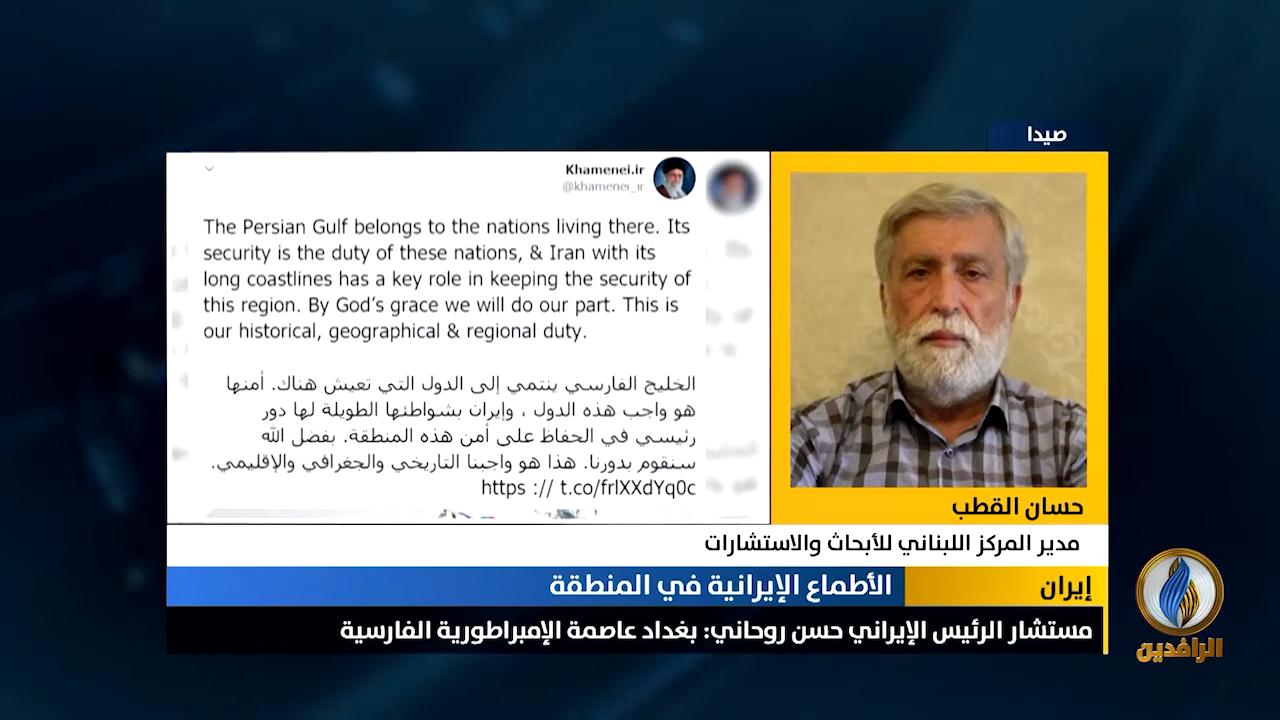 صيدا
Khamenei.ir
@khamenei_ir
The Persian Gulf belongs to the nations living there. Its
security is the duty of these nations, & Iran with its
long coastlines has a key role in keeping the security of
this region. By God's grace we will do our part. This is
our historical, geographical & regional duty.
الخليج الفارسي ينتمي إلى الدول التي تعيش هناك. أمنها
هو واجب هذه الدول ، وإيران بشواطئها الطويلة لها دور
رئيسي في الحفاظ على أمن هذه المنطقة. بفضل الله
سنقوم بدورنا. هذا هو واجبنا التاريخي والجغرافي والإقليمي.
https :// t.co/frlXXdYq0c
حسان القطب
مدير المركز اللبناني للأبحاث والاستشارات
إيران
الأطماع الإيرانية في المنطقة
مستشار الرئيس الإيراني حسن روحاني: بغداد عاصمة الإمبراطورية الفارسية
الرافدين